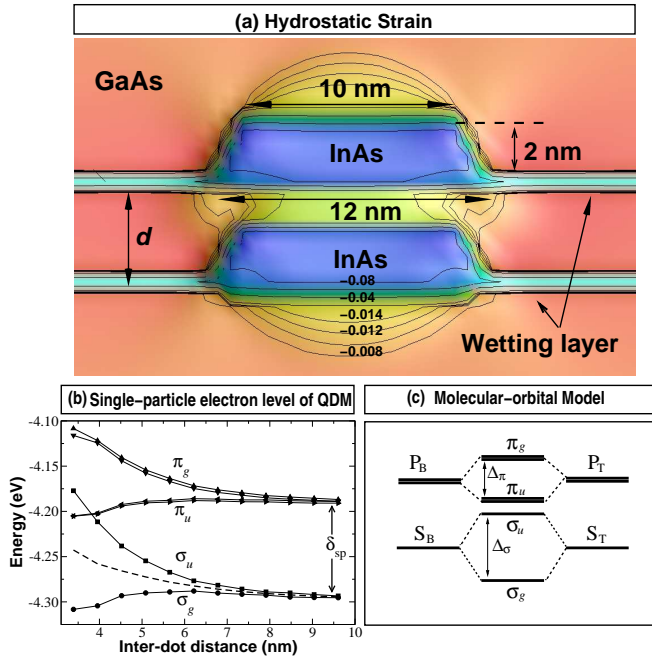 (a) Hydrostatic Strain
GaAs
10 nm
InAs
2 nm
12 nm
d
InAs
−0.08
−0.04
−0.014
−0.012
−0.008
Wetting layer
(b) Single−particle electron level of QDM
-4.10
-4.15
-4.20
-4.25
-4.30
Energy (eV)
πg
πu
σu
σg
δsp
3 4 5 6 7 8 9 10
Inter-dot distance (nm)
(c) Molecular−orbital Model
πg
PB PT
Δπ
πu
σu
SB ST
Δσ
σg